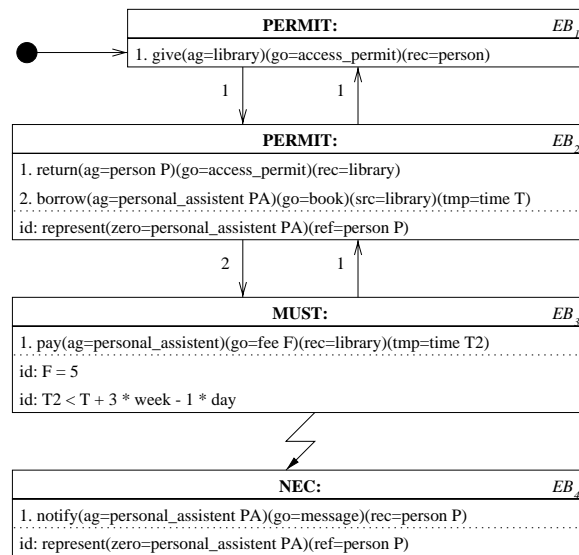 PERMIT: EB1
1. give(ag=library)(go=access_permit)(rec=person)
1 1
PERMIT: EB2
1. return(ag=person P)(go=access_permit)(rec=library)
2. borrow(ag=personal_assistent PA)(go=book)(src=library)(tmp=time T)
id: represent(zero=personal_assistent PA)(ref=person P)
2 1
MUST: EB3
1. pay(ag=personal_assistent)(go=fee F)(rec=library)(tmp=time T2)
id: F = 5
id: T2 < T + 3 * week - 1 * day
NEC: EB4
1. notify(ag=personal_assistent PA)(go=message)(rec=person P)
id: represent(zero=personal_assistent PA)(ref=person P)